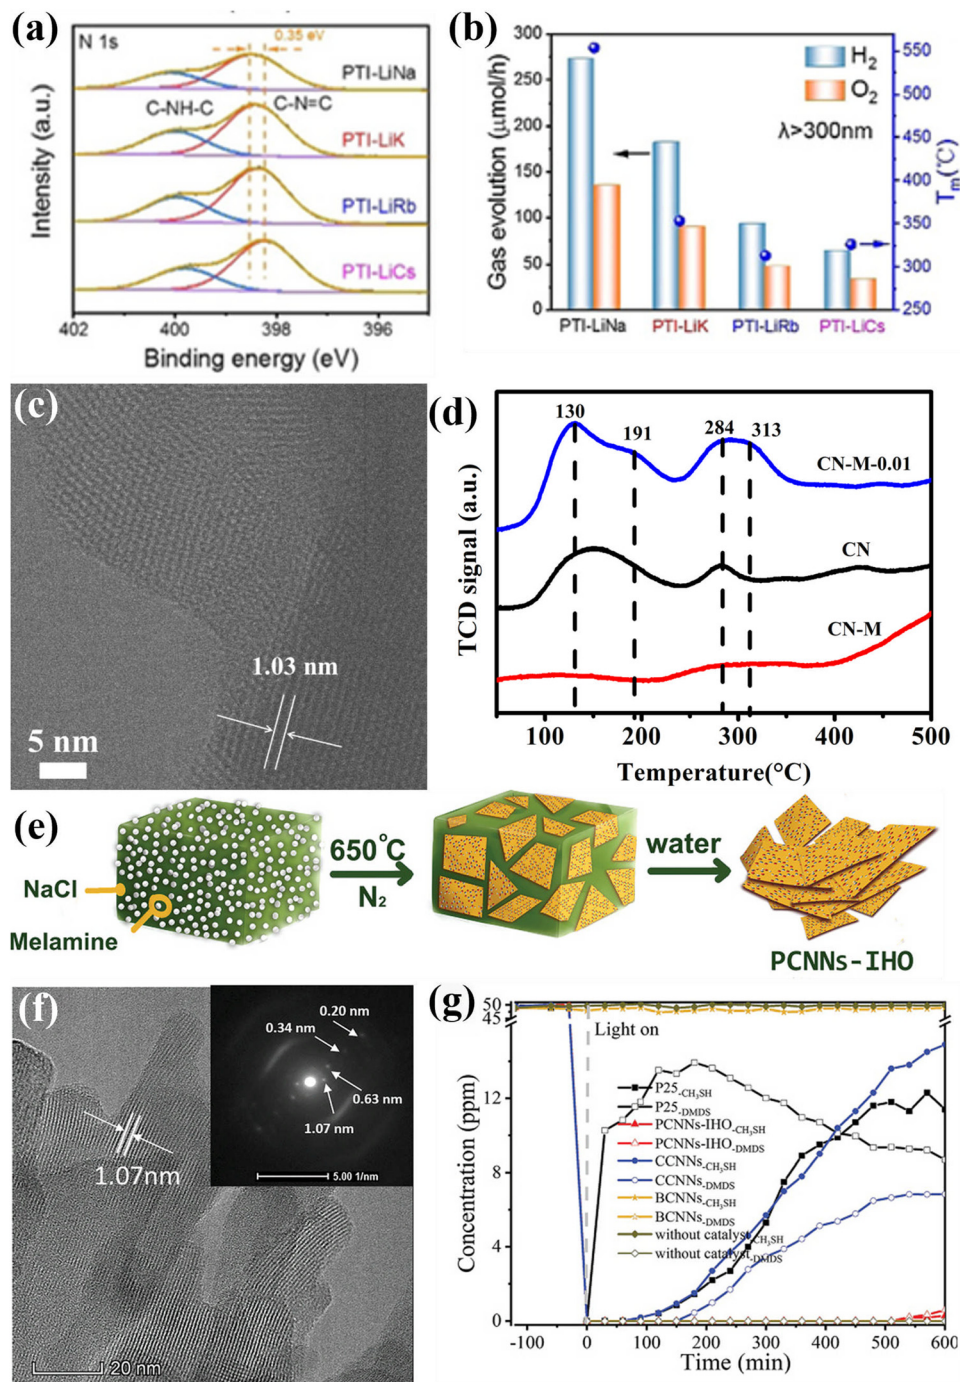 (a)
N 1s
0.35 eV
PTI-LiNa
C-NH-C
C-N=C
PTI-LiK
PTI-LiRb
PTI-LiCs
Intensity (a.u.)
402 400 398 396
Binding energy (eV)
(b)
H2
O2
λ>300nm
Gas evolution (μmol/h)
300
250
200
150
100
50
0
Tm(℃)
550
500
450
400
350
300
250
PTI-LiNa PTI-LiK PTI-LiRb PTI-LiCs
(c)
1.03 nm
5 nm
(d)
130
191
284
313
CN-M-0.01
CN
CN-M
TCD signal (a.u.)
100 200 300 400 500
Temperature(°C)
(e)
NaCl
Melamine
650°C
N2
water
PCNNs-IHO
(f)
1.07nm
20 nm
0.20 nm
0.34 nm
0.63 nm
1.07 nm
5.00 1/nm
(g)
Light on
P25-CH3SH
P25-DMDS
PCNNs-IHO-CH3SH
PCNNs-IHO-DMDS
CCNNs-CH3SH
CCNNs-DMDS
BCNNs-CH3SH
BCNNs-DMDS
without catalyst-CH3SH
without catalyst-DMDS
Concentration (ppm)
50
45
12
8
4
0
-100 0 100 200 300 400 500 600
Time (min)